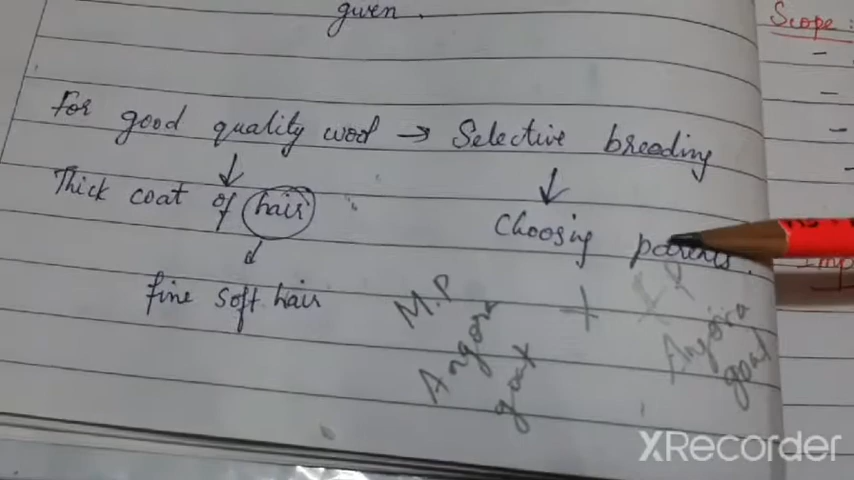 given.
Scope:
For good quality wool → Selective breeding
↓ ↓
Thick coat of hair
Choosing parents.
↓
fine soft hair
M.P + F.P
Angora goat Angora goat
XRecorder